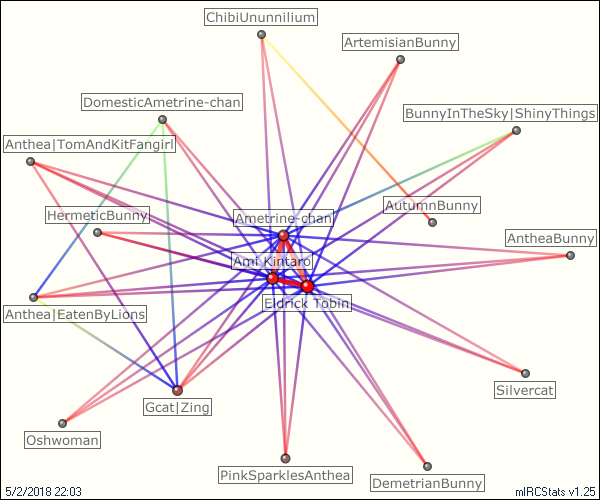 ChibiUnunnilium
ArtemisianBunny
DomesticAmetrine-chan
BunnyInTheSky|ShinyThings
Anthea|TomAndKitFangirl
HermeticBunny
Ametrine-chan
AutumnBunny
AntheaBunny
Ami Kintaro
Eldrick Tobin
Anthea|EatenByLions
Silvercat
Gcat|Zing
Oshwoman
PinkSparklesAnthea
DemetrianBunny
5/2/2018 22:03
mIRCStats v1.25